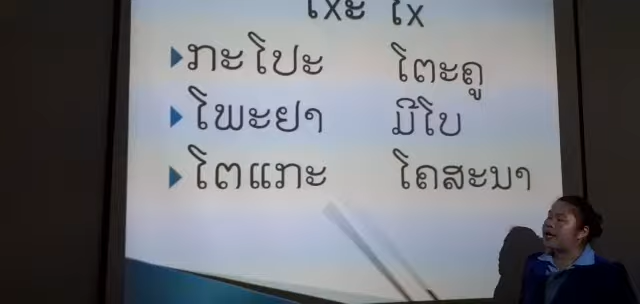 ໂxະ ໂx
ກະໂປະ ໂຕະຄູ
ໂພະຢາ ມີໂບ
ໂຕແກະ ໂຄສະນາ